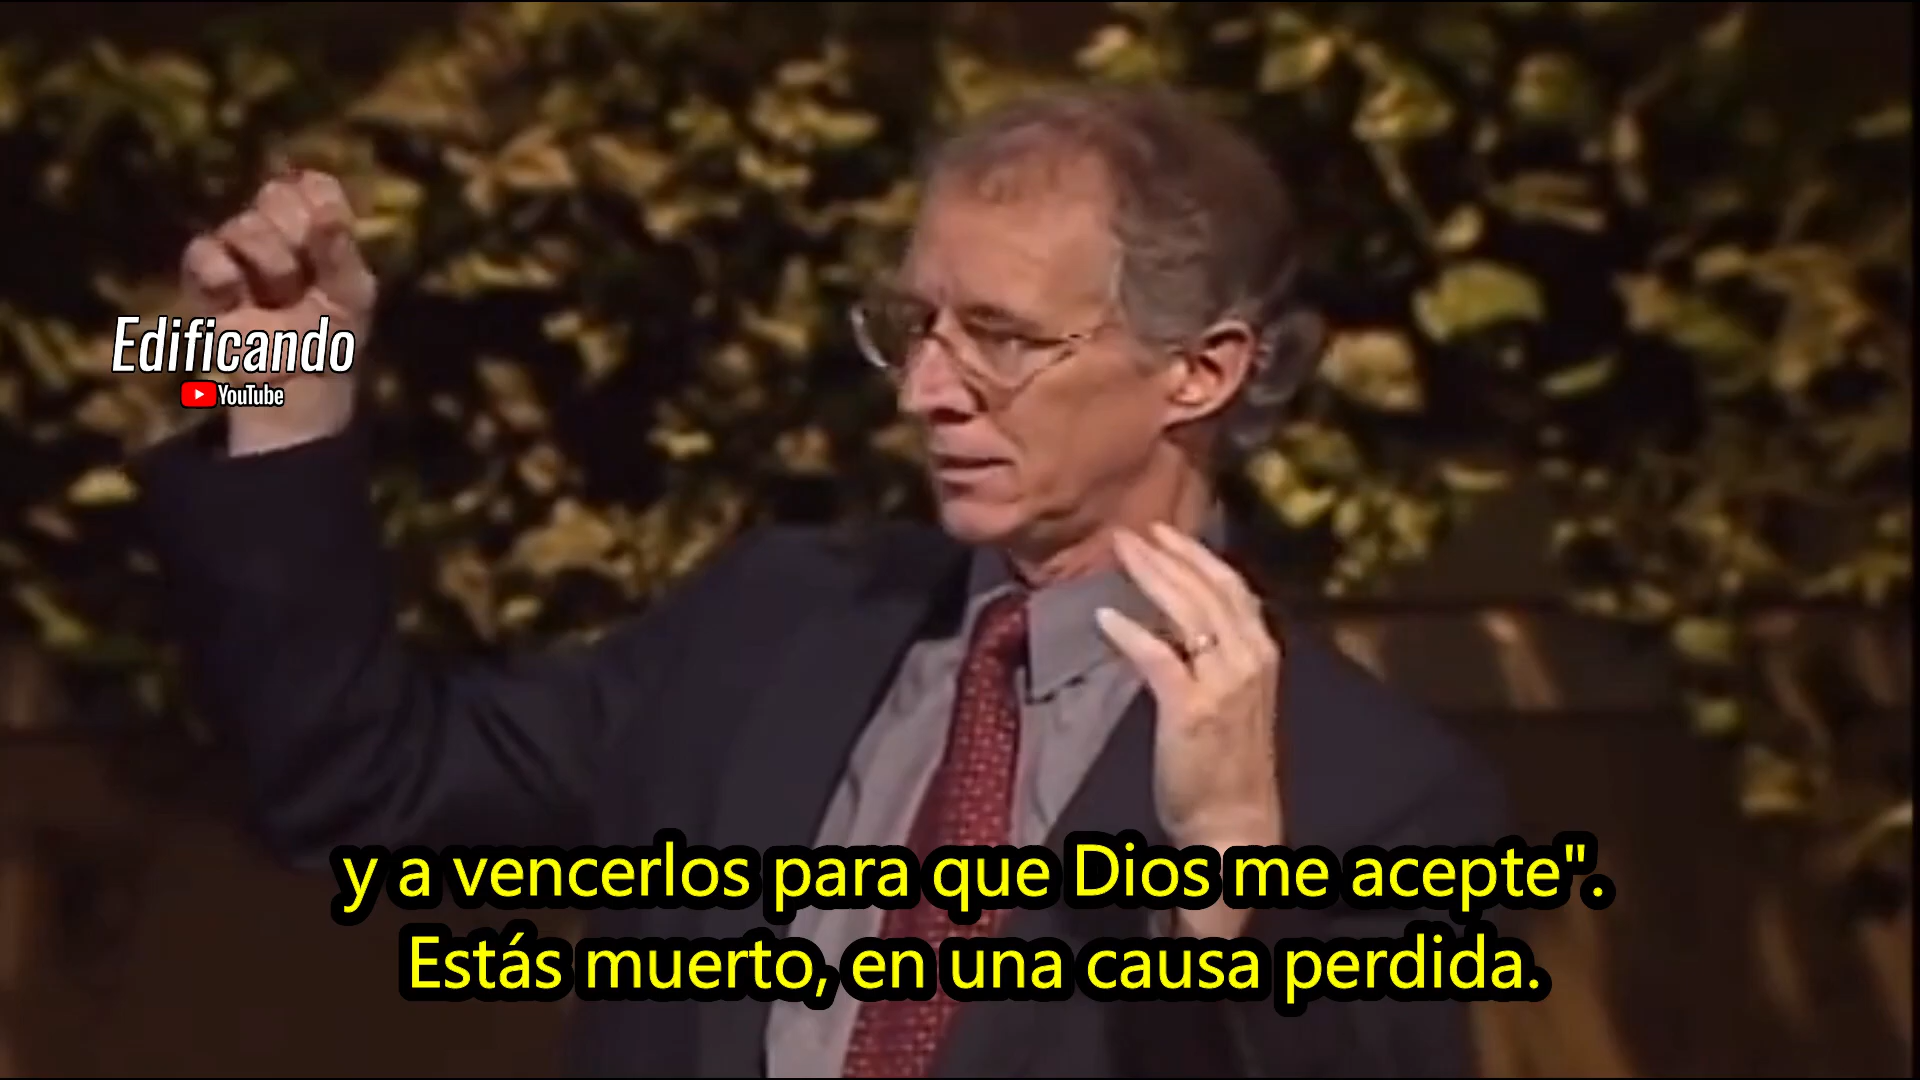 Edificando
YouTube
y a vencerlos para que Dios me acepte".
Estás muerto, en una causa perdida.